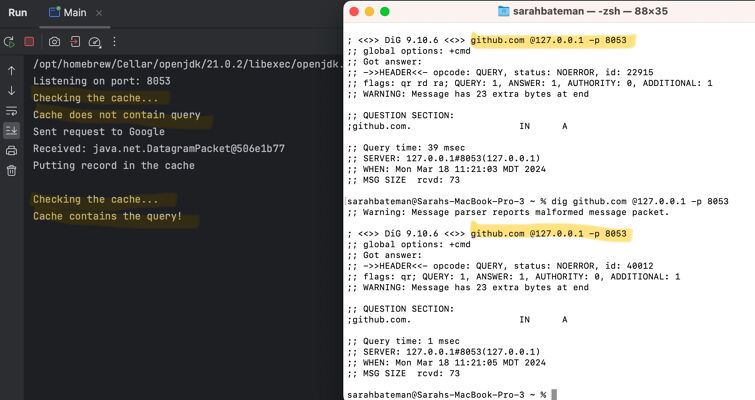 Run
Main
/opt/homebrew/Cellar/openjdk/21.0.2/libexec/openjdk.
Listening on port: 8053
Checking the cache...
Cache does not contain query
Sent request to Google
Received: java.net.DatagramPacket@506e1b77
Putting record in the cache
Checking the cache...
Cache contains the query!
sarahbateman — -zsh — 88×35
; <<>> DiG 9.10.6 <<>> github.com @127.0.0.1 -p 8053
;; global options: +cmd
;; Got answer:
;; ->>HEADER<<- opcode: QUERY, status: NOERROR, id: 22915
;; flags: qr rd ra; QUERY: 1, ANSWER: 1, AUTHORITY: 0, ADDITIONAL: 1
;; WARNING: Message has 23 extra bytes at end
;; QUESTION SECTION:
;github.com. IN A
;; Query time: 39 msec
;; SERVER: 127.0.0.1#8053(127.0.0.1)
;; WHEN: Mon Mar 18 11:21:03 MDT 2024
;; MSG SIZE rcvd: 73
sarahbateman@Sarahs-MacBook-Pro-3 ~ % dig github.com @127.0.0.1 -p 8053
;; Warning: Message parser reports malformed message packet.
; <<>> DiG 9.10.6 <<>> github.com @127.0.0.1 -p 8053
;; global options: +cmd
;; Got answer:
;; ->>HEADER<<- opcode: QUERY, status: NOERROR, id: 40012
;; flags: qr; QUERY: 1, ANSWER: 1, AUTHORITY: 0, ADDITIONAL: 1
;; WARNING: Message has 23 extra bytes at end
;; QUESTION SECTION:
;github.com. IN A
;; Query time: 1 msec
;; SERVER: 127.0.0.1#8053(127.0.0.1)
;; WHEN: Mon Mar 18 11:21:05 MDT 2024
;; MSG SIZE rcvd: 73
sarahbateman@Sarahs-MacBook-Pro-3 ~ %